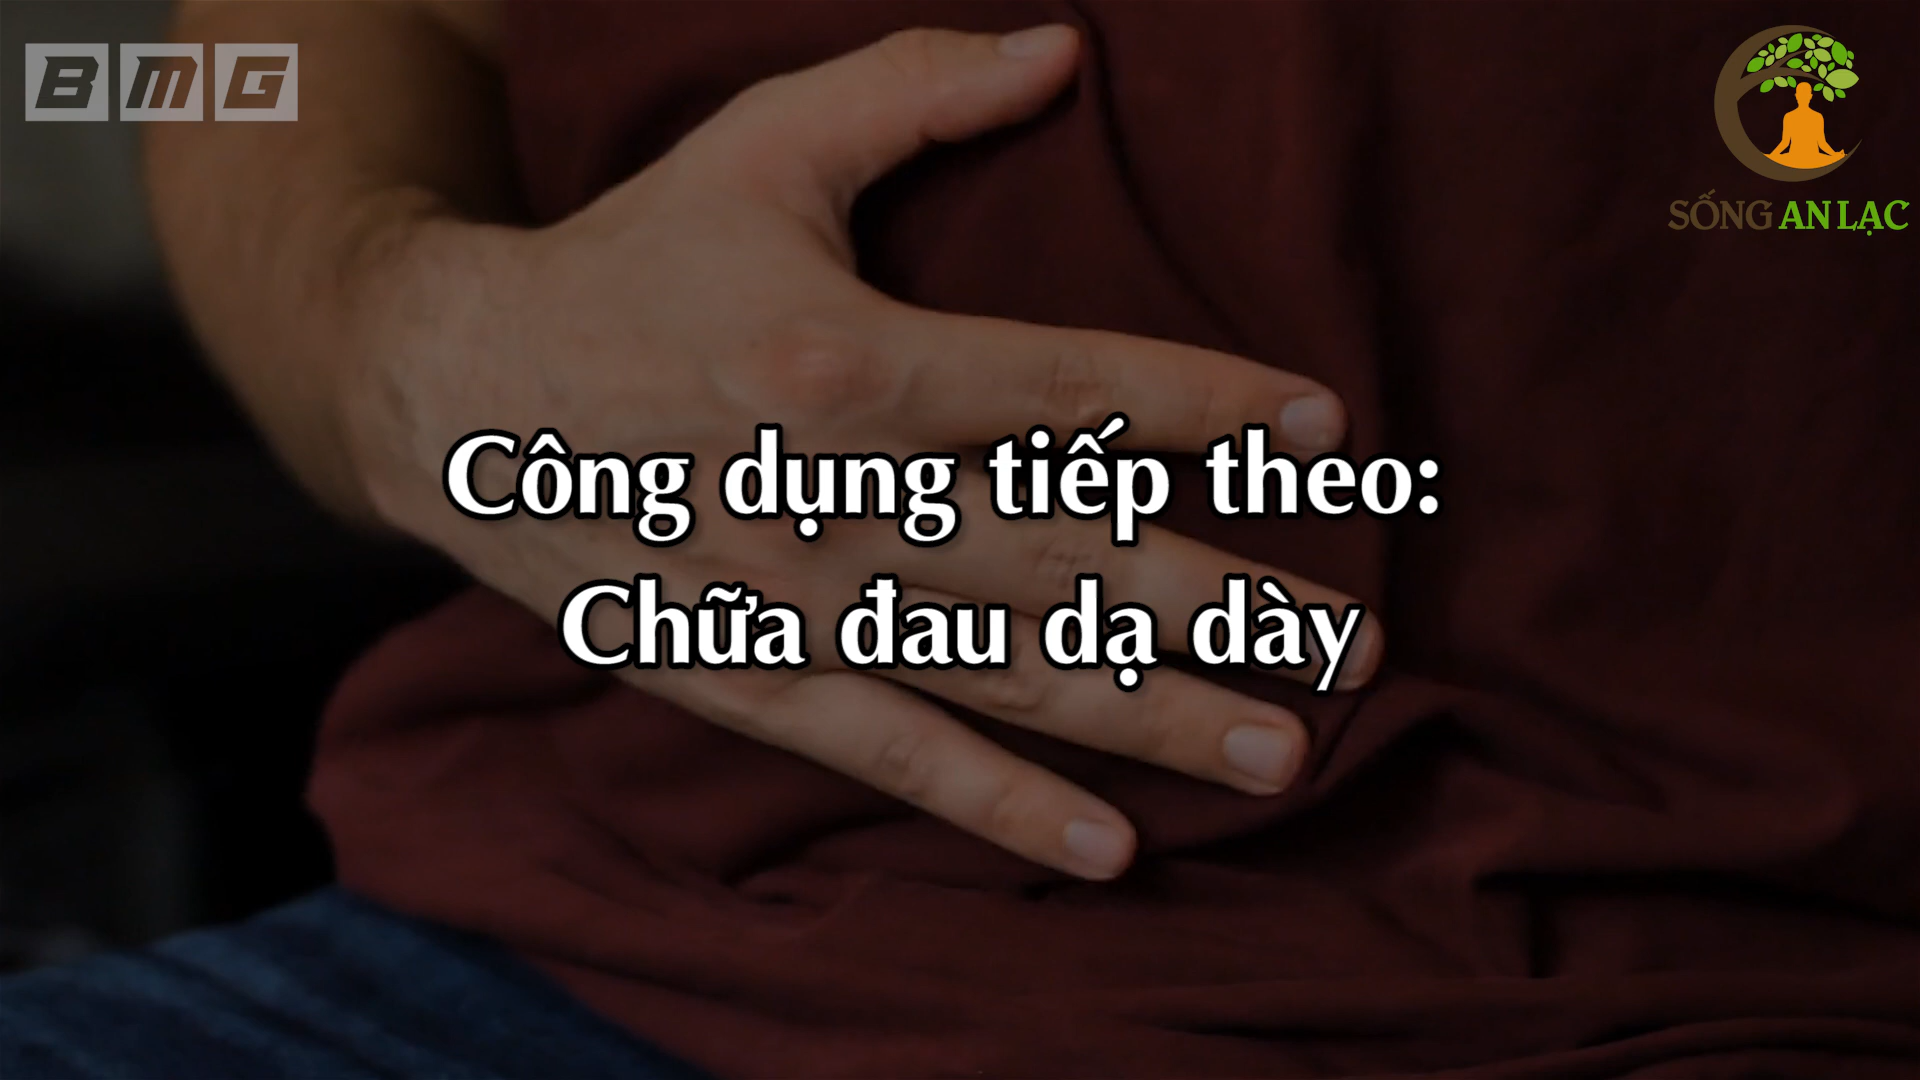 BMG
SỐNG AN LẠC
Công dụng tiếp theo:
Chữa đau dạ dày